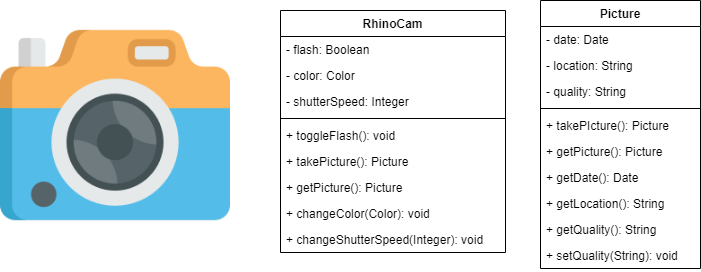 RhinoCam
- flash: Boolean
- color: Color
- shutterSpeed: Integer
+ toggleFlash(): void
+ takePicture(): Picture
+ getPicture(): Picture
+ changeColor(Color): void
+ changeShutterSpeed(Integer): void
Picture
- date: Date
- location: String
- quality: String
+ takePIcture(): Picture
+ getPicture(): Picture
+ getDate(): Date
+ getLocation(): String
+ getQuality(): String
+ setQuality(String): void